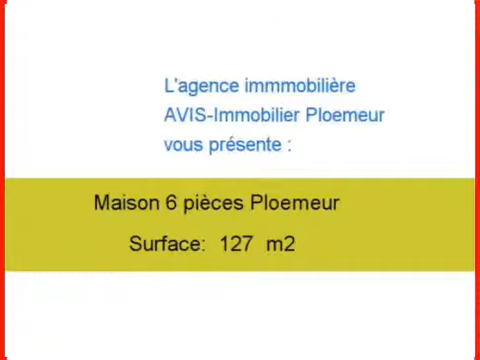 L'agence immmobilière
AVIS-Immobilier Ploemeur
vous présente :
Maison 6 pièces Ploemeur
Surface: 127 m2